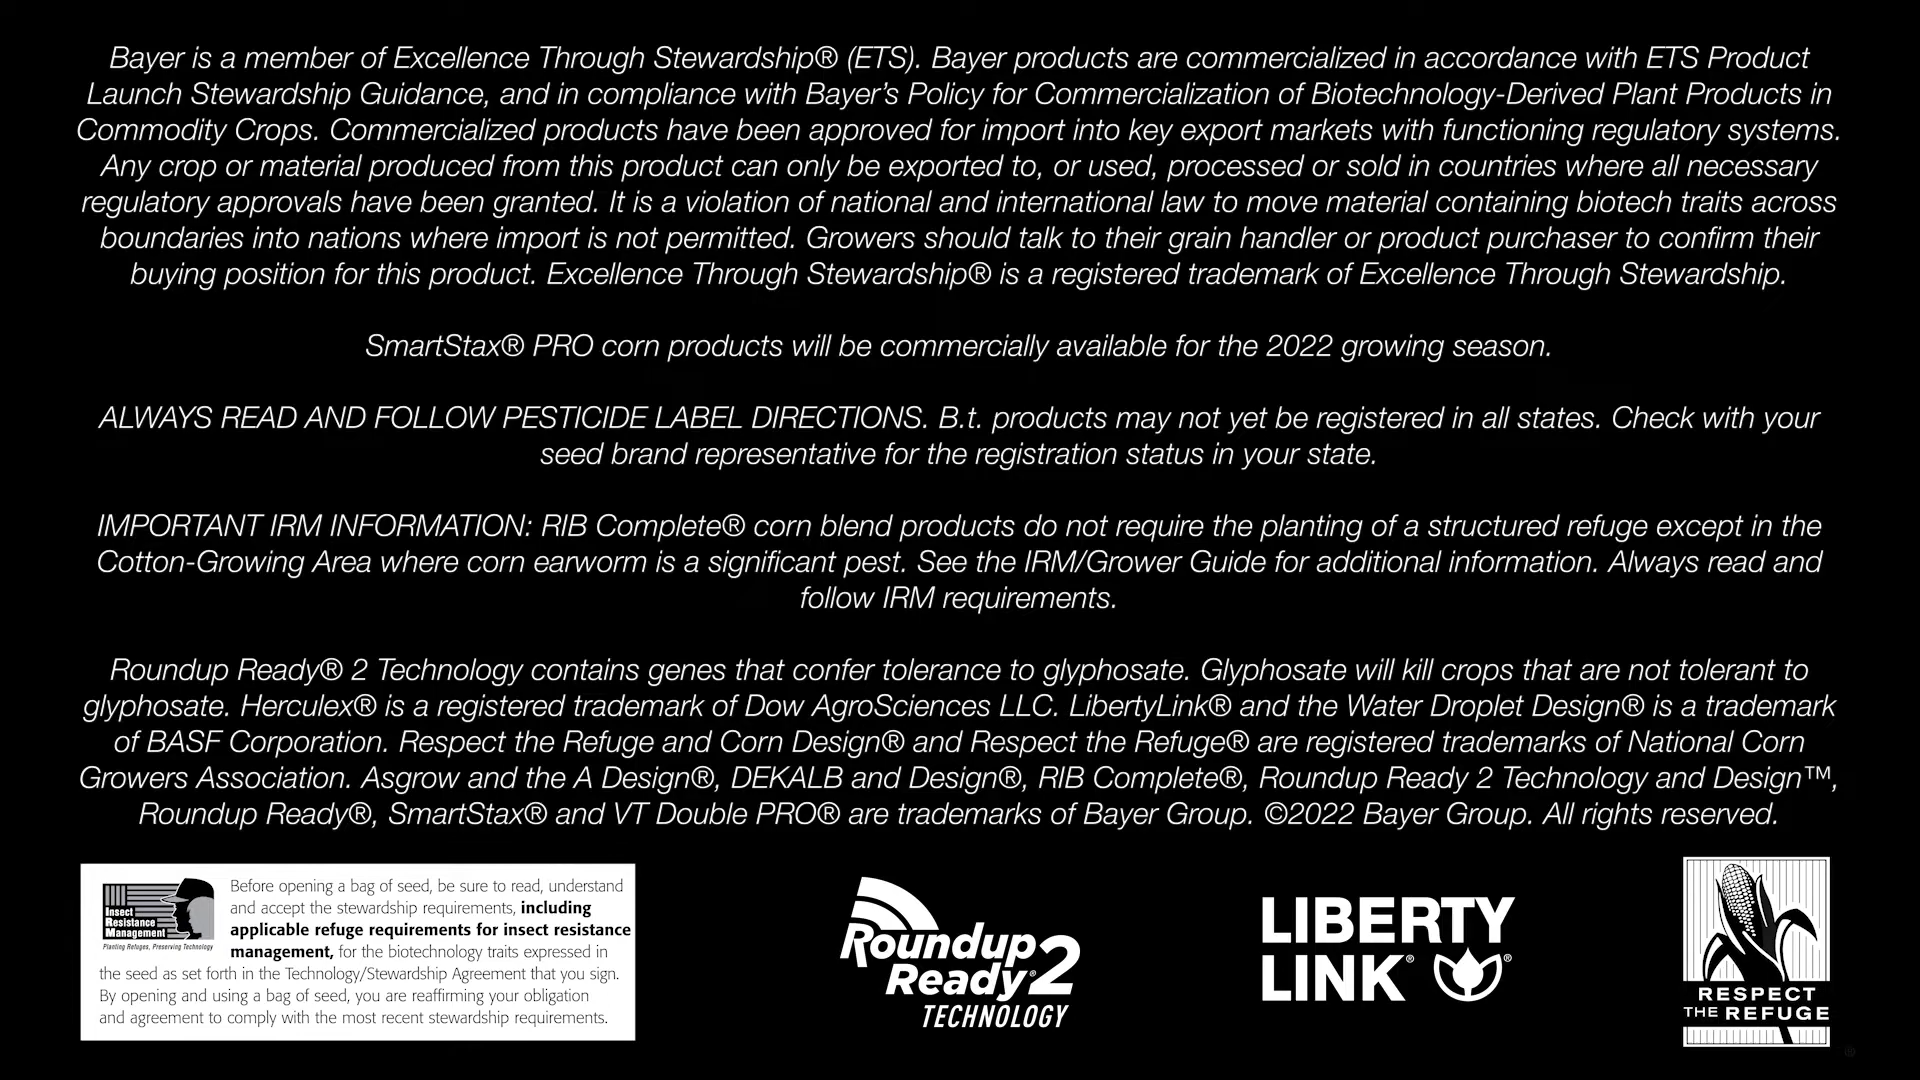 Bayer is a member of Excellence Through Stewardship® (ETS). Bayer products are commercialized in accordance with ETS Product
Launch Stewardship Guidance, and in compliance with Bayer’s Policy for Commercialization of Biotechnology-Derived Plant Products in
Commodity Crops. Commercialized products have been approved for import into key export markets with functioning regulatory systems.
Any crop or material produced from this product can only be exported to, or used, processed or sold in countries where all necessary
regulatory approvals have been granted. It is a violation of national and international law to move material containing biotech traits across
boundaries into nations where import is not permitted. Growers should talk to their grain handler or product purchaser to confirm their
buying position for this product. Excellence Through Stewardship® is a registered trademark of Excellence Through Stewardship.
SmartStax® PRO corn products will be commercially available for the 2022 growing season.
ALWAYS READ AND FOLLOW PESTICIDE LABEL DIRECTIONS. B.t. products may not yet be registered in all states. Check with your
seed brand representative for the registration status in your state.
IMPORTANT IRM INFORMATION: RIB Complete® corn blend products do not require the planting of a structured refuge except in the
Cotton-Growing Area where corn earworm is a significant pest. See the IRM/Grower Guide for additional information. Always read and
follow IRM requirements.
Roundup Ready® 2 Technology contains genes that confer tolerance to glyphosate. Glyphosate will kill crops that are not tolerant to
glyphosate. Herculex® is a registered trademark of Dow AgroSciences LLC. LibertyLink® and the Water Droplet Design® is a trademark
of BASF Corporation. Respect the Refuge and Corn Design® and Respect the Refuge® are registered trademarks of National Corn
Growers Association. Asgrow and the A Design®, DEKALB and Design®, RIB Complete®, Roundup Ready 2 Technology and Design™,
Roundup Ready®, SmartStax® and VT Double PRO® are trademarks of Bayer Group. ©2022 Bayer Group. All rights reserved.
Insect
Resistance
Management
Planting Refuges, Preserving Technology
Before opening a bag of seed, be sure to read, understand
and accept the stewardship requirements, including
applicable refuge requirements for insect resistance
management, for the biotechnology traits expressed in
the seed as set forth in the Technology/Stewardship Agreement that you sign.
By opening and using a bag of seed, you are reaffirming your obligation
and agreement to comply with the most recent stewardship requirements.
Roundup
Ready® 2
TECHNOLOGY
LIBERTY
LINK® ®
RESPECT
THE REFUGE
®